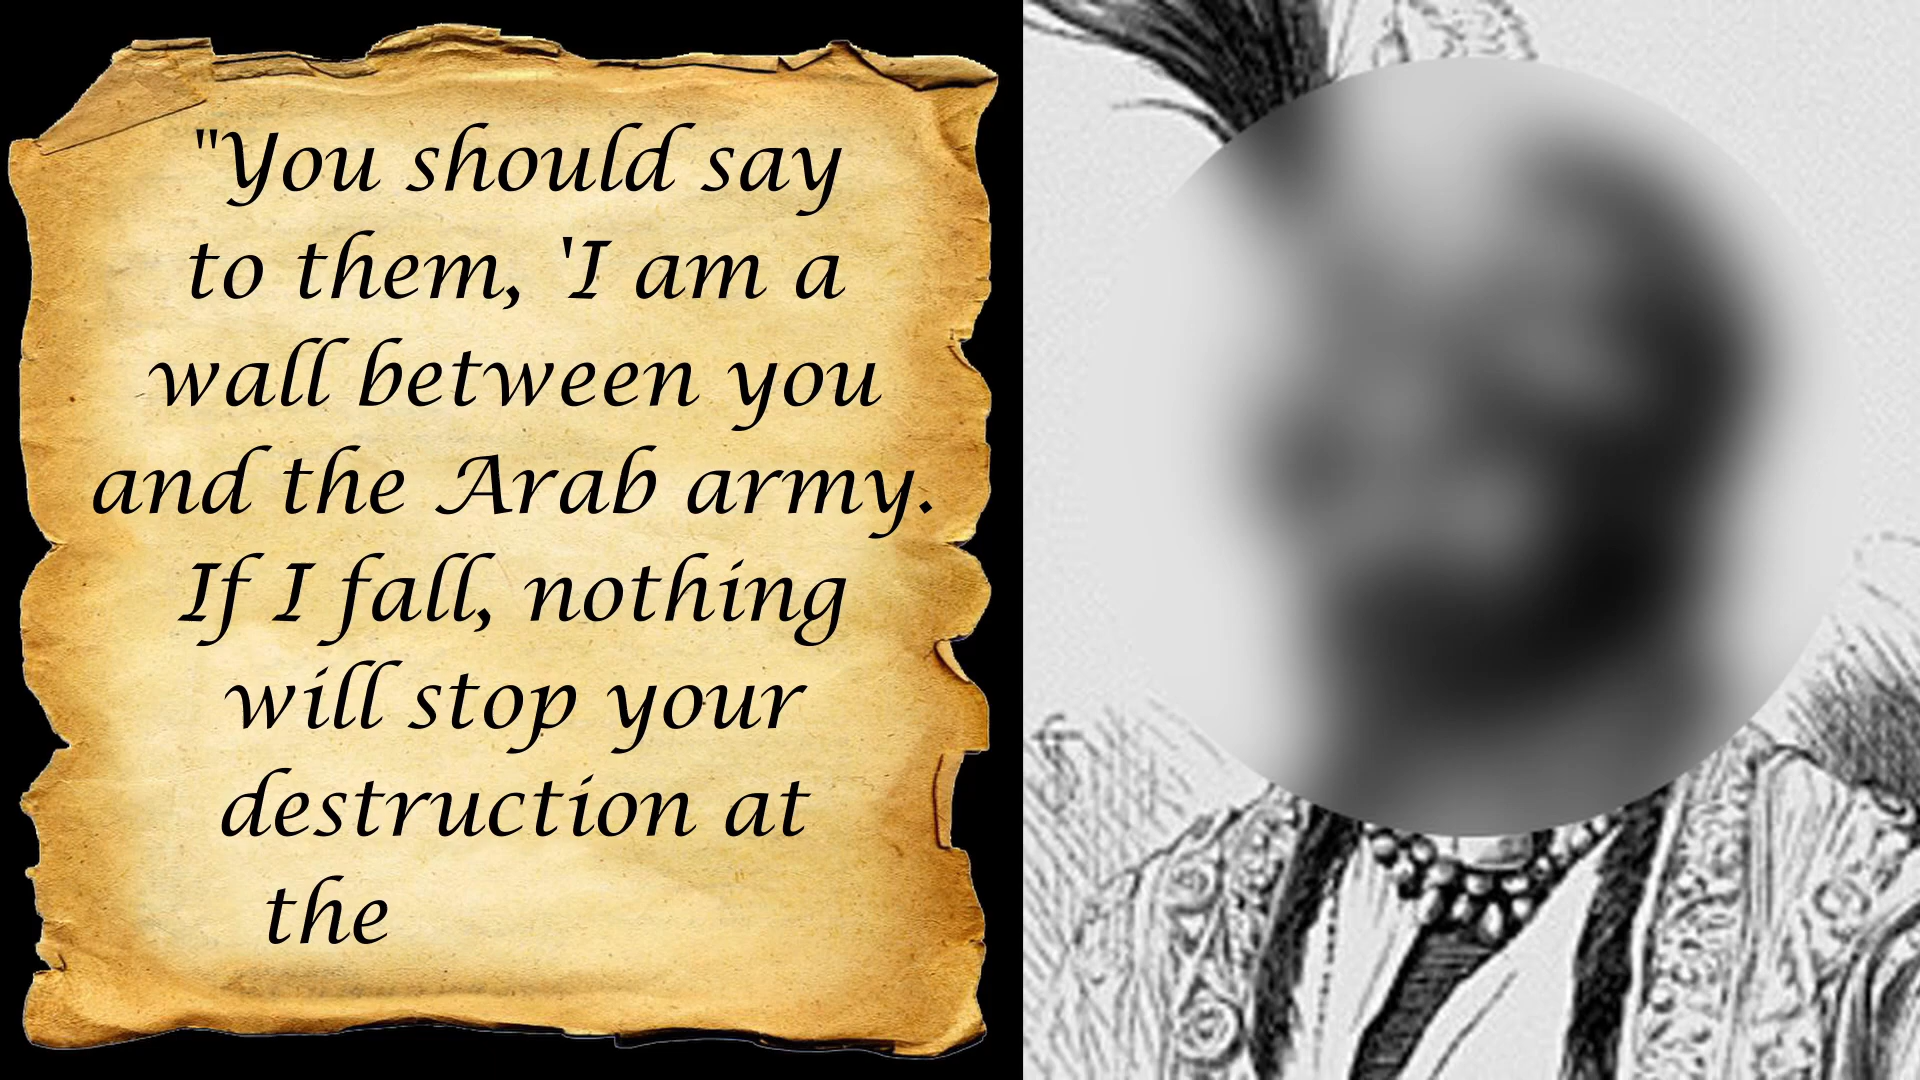 "You should say
to them, 'I am a
wall between you
and the Arab army.
If I fall, nothing
will stop your
destruction at
the